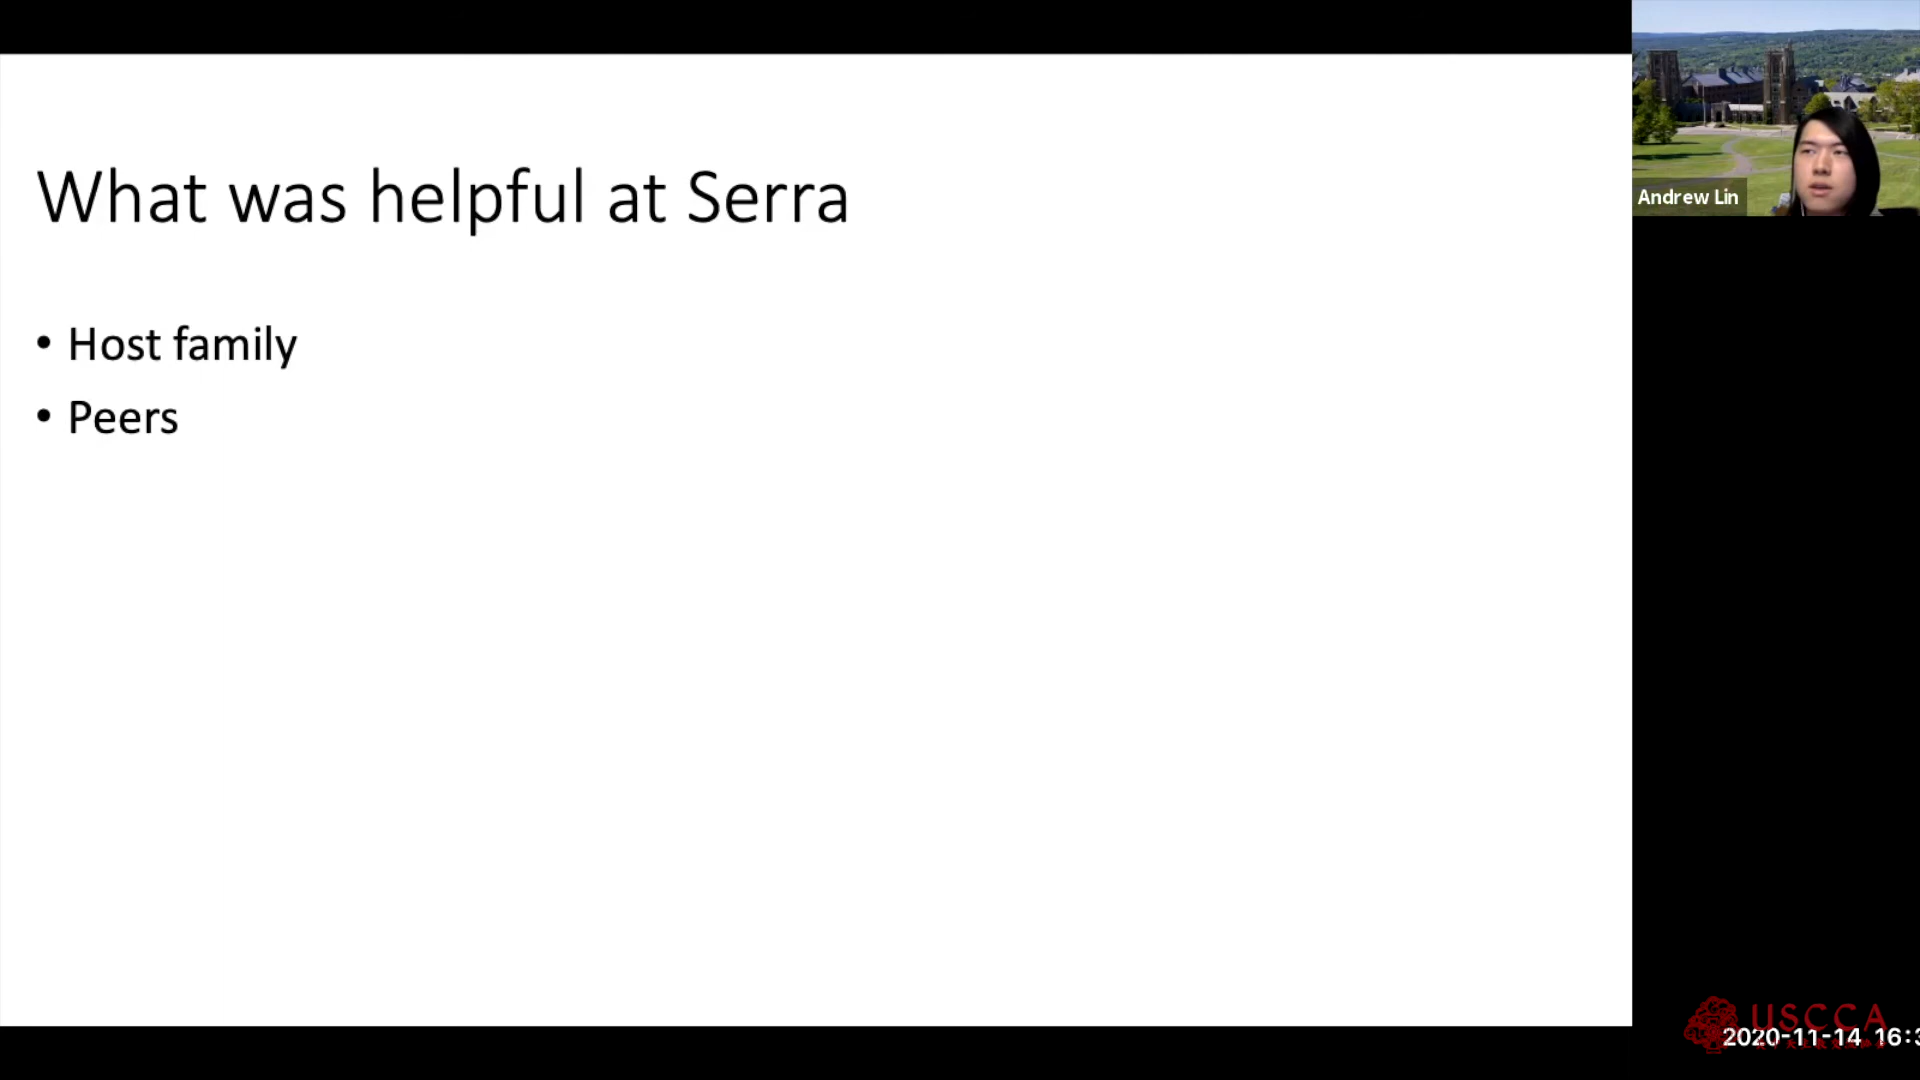 What was helpful at Serra
• Host family
• Peers
Andrew Lin
USCCA
2020-11-14 16:3